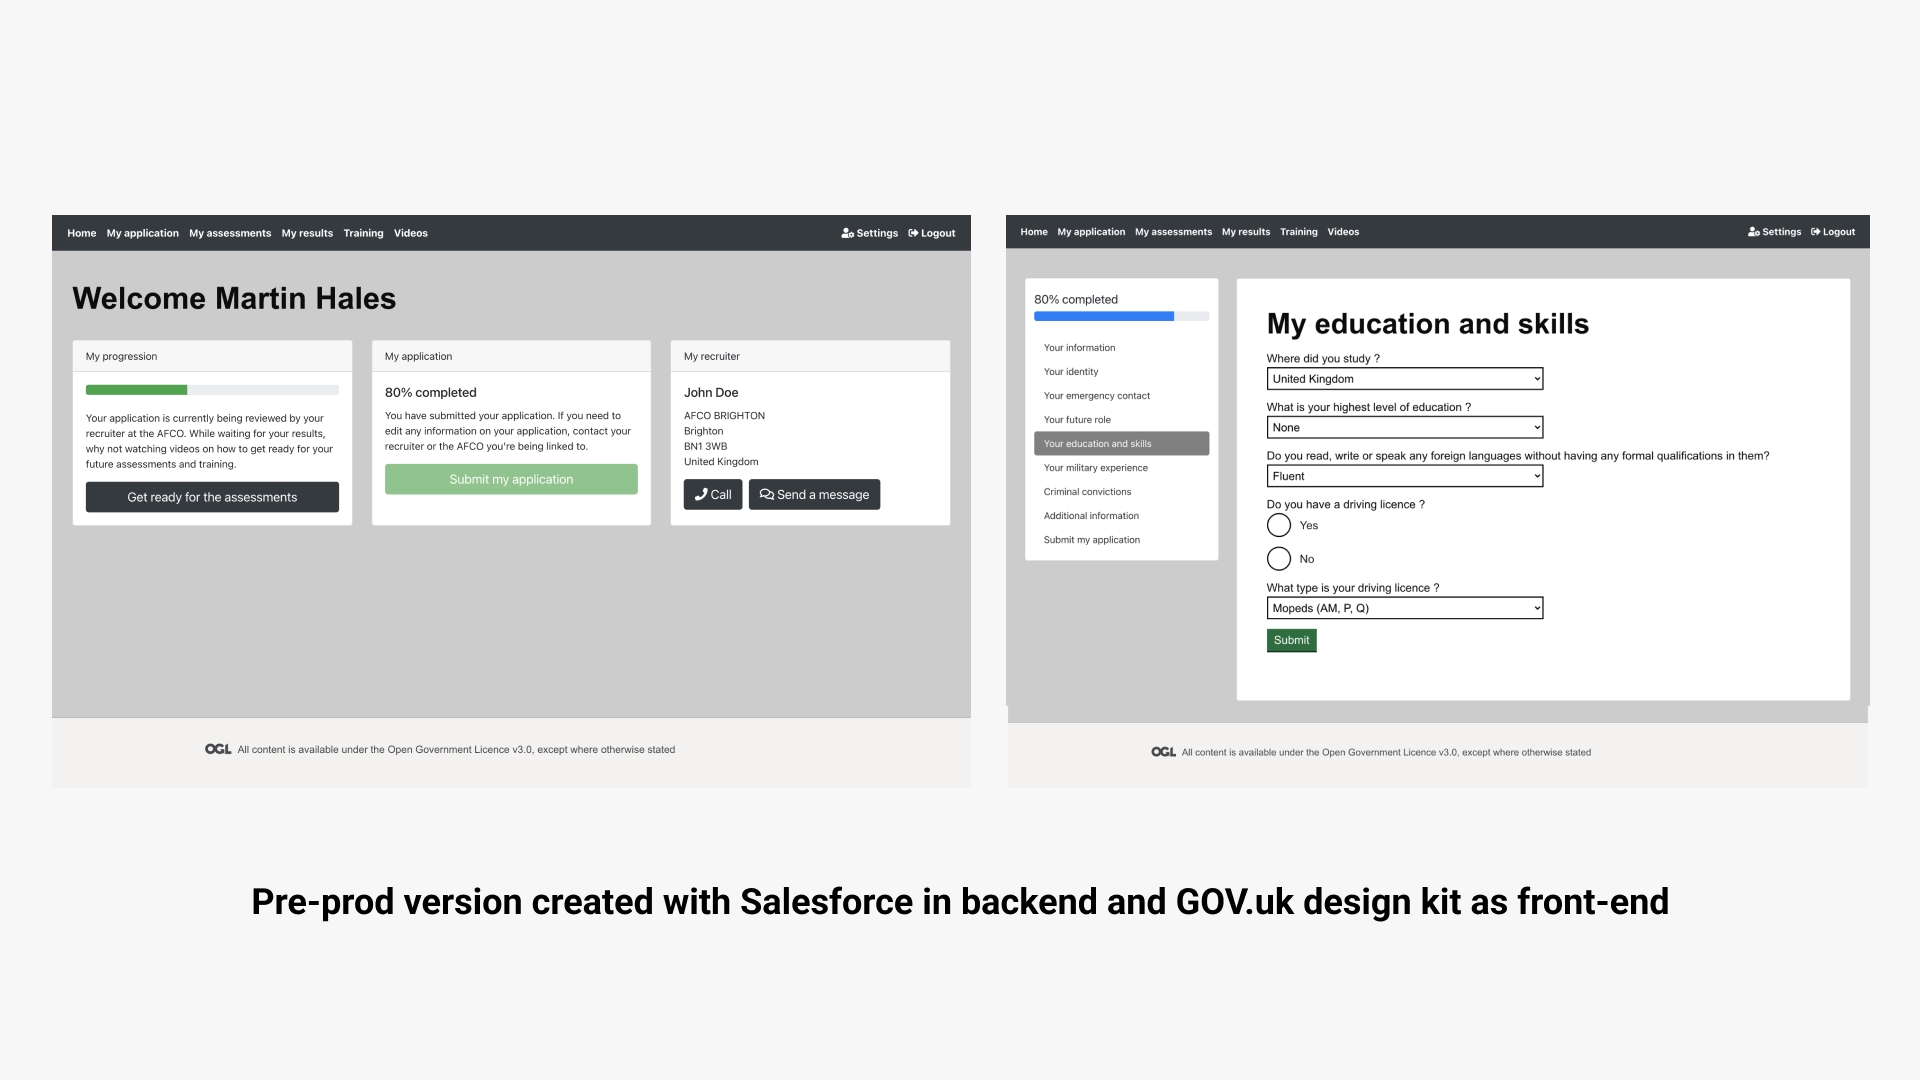 Home My application My assessments My results Training Videos Settings Logout
Welcome Martin Hales
My progression
Your application is currently being reviewed by your
recruiter at the AFCO. While waiting for your results,
why not watching videos on how to get ready for your
future assessments and training.
Get ready for the assessments
My application
80% completed
You have submitted your application. If you need to
edit any information on your application, contact your
recruiter or the AFCO you're being linked to.
Submit my application
My recruiter
John Doe
AFCO BRIGHTON
Brighton
BN1 3WB
United Kingdom
Call Send a message
OGL All content is available under the Open Government Licence v3.0, except where otherwise stated
Home My application My assessments My results Training Videos Settings Logout
80% completed
Your information
Your identity
Your emergency contact
Your future role
Your education and skills
Your military experience
Criminal convictions
Additional information
Submit my application
My education and skills
Where did you study ?
United Kingdom
What is your highest level of education ?
None
Do you read, write or speak any foreign languages without having any formal qualifications in them?
Fluent
Do you have a driving licence ?
Yes
No
What type is your driving licence ?
Mopeds (AM, P, Q)
Submit
OGL All content is available under the Open Government Licence v3.0, except where otherwise stated
Pre-prod version created with Salesforce in backend and GOV.uk design kit as front-end